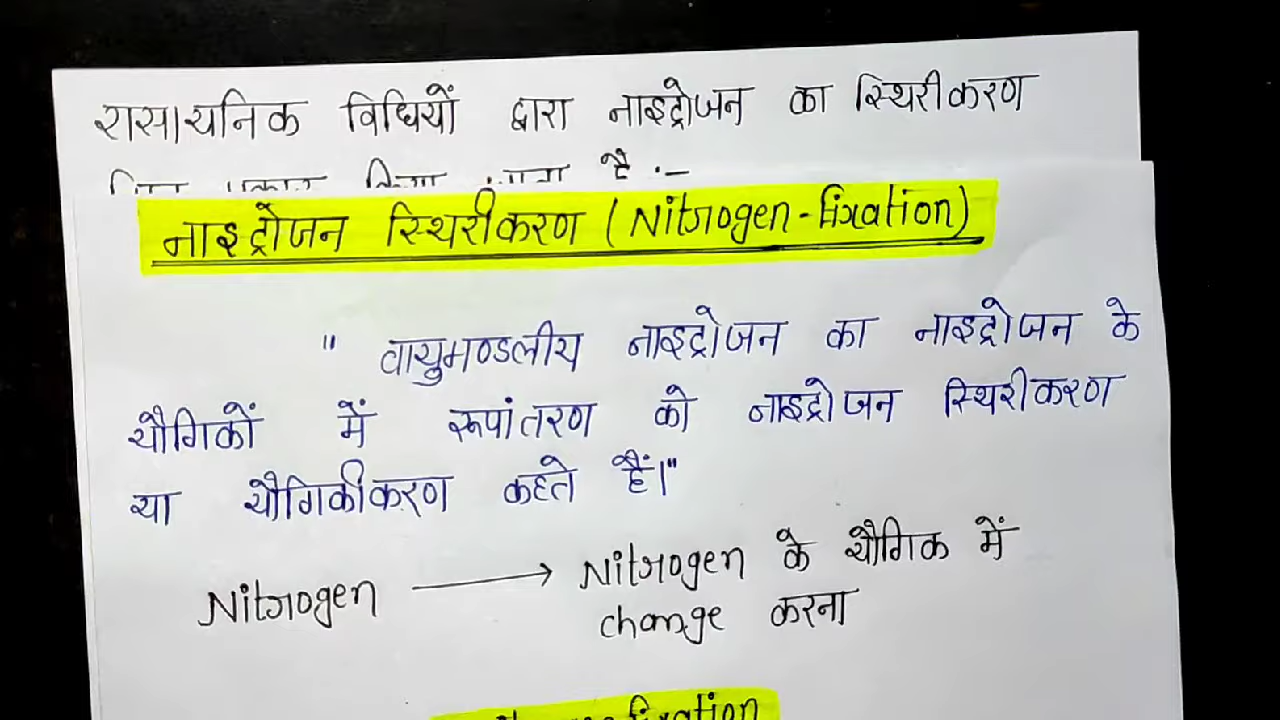 रासायनिक विधियों द्वारा नाइट्रोजन का स्थिरीकरण
है :-
नाइट्रोजन स्थिरीकरण (Nitrogen-Fixation)
" वायुमण्डलीय नाइट्रोजन का नाइट्रोजन के
यौगिकों में रूपांतरण को नाइट्रोजन स्थिरीकरण
या यौगिकीकरण कहते हैं।"
Nitrogen → Nitrogen के यौगिक में
change करना
fixation